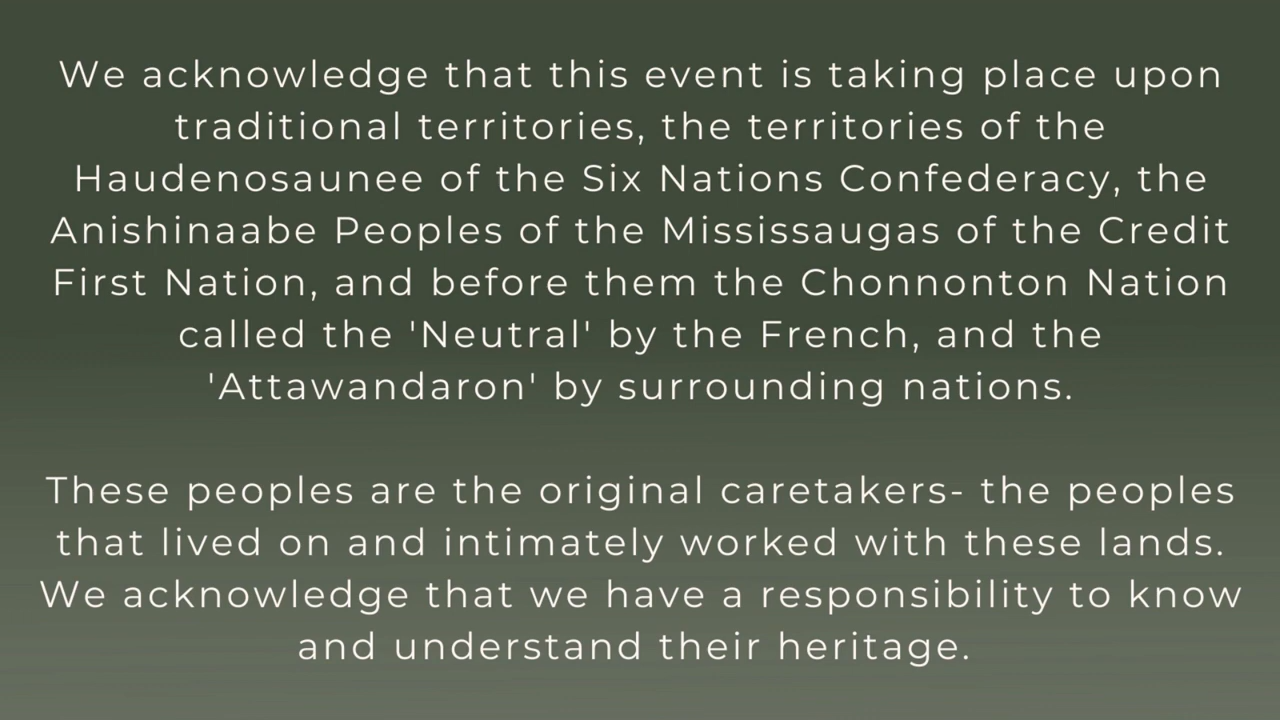 We acknowledge that this event is taking place upon
traditional territories, the territories of the
Haudenosaunee of the Six Nations Confederacy, the
Anishinaabe Peoples of the Mississaugas of the Credit
First Nation, and before them the Chonnonton Nation
called the 'Neutral' by the French, and the
'Attawandaron' by surrounding nations.
These peoples are the original caretakers- the peoples
that lived on and intimately worked with these lands.
We acknowledge that we have a responsibility to know
and understand their heritage.